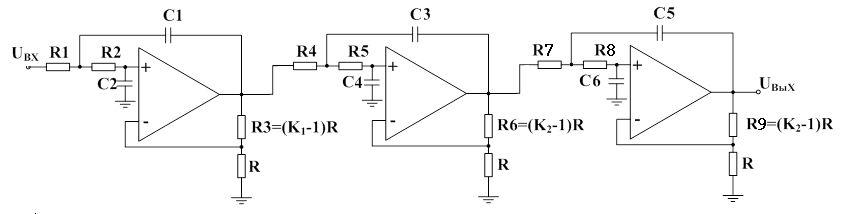 C1
C3
C5
U_ВХ R1 R2
R4 R5
R7 R8
C2
C4
C6
U_ВыХ
+
+
+
-
-
-
R3=(K₁-1)R
R6=(K₂-1)R
R9=(K₂-1)R
R
R
R